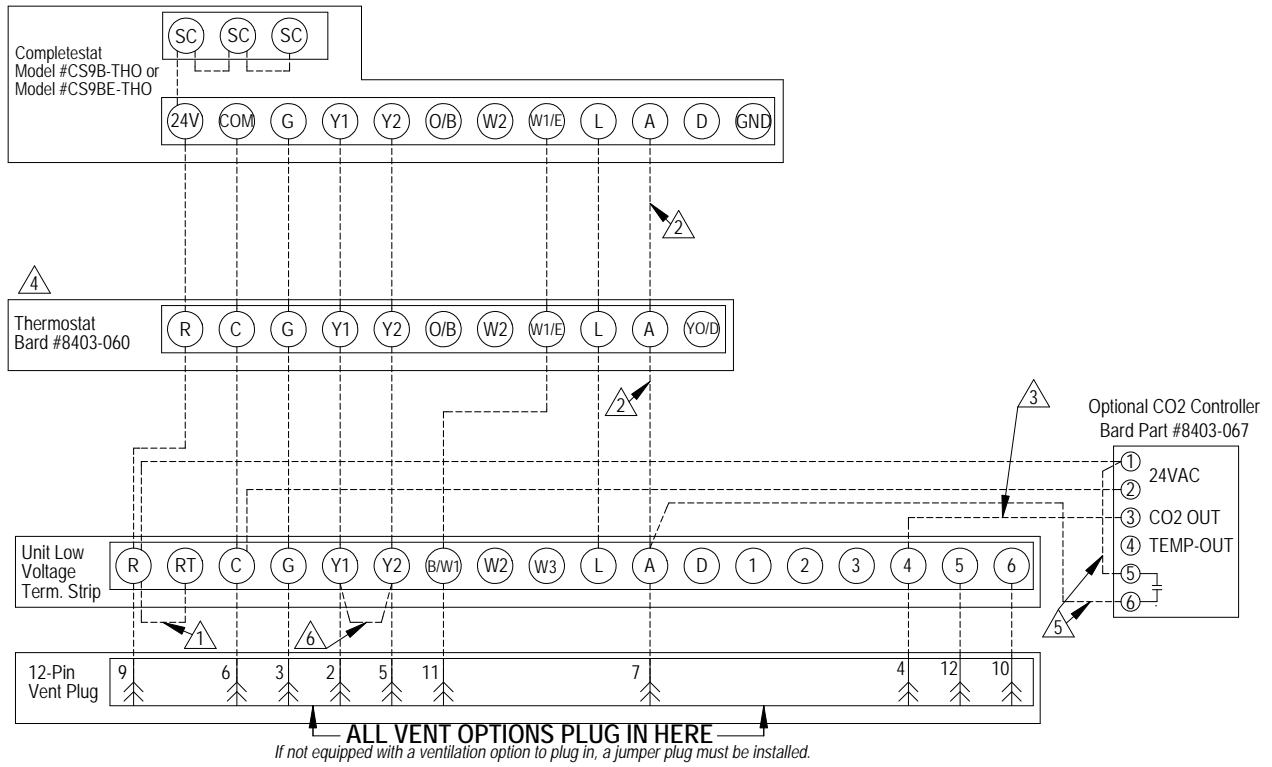 SC SC SC
Completestat
Model #CS9B-THO or
Model #CS9BE-THO
24V COM G Y1 Y2 O/B W2 W1/E L A D GND
2
4
Thermostat
Bard #8403-060
R C G Y1 Y2 O/B W2 W1/E L A YO/D
2
3
Optional CO2 Controller
Bard Part #8403-067
1
24VAC
2
3 CO2 OUT
4 TEMP-OUT
5
6
5
Unit Low
Voltage
Term. Strip
R RT C G Y1 Y2 B/W1 W2 W3 L A D 1 2 3 4 5 6
1
6
12-Pin
Vent Plug
9 6 3 2 5 11 7 4 12 10
ALL VENT OPTIONS PLUG IN HERE
If not equipped with a ventilation option to plug in, a jumper plug must be installed.